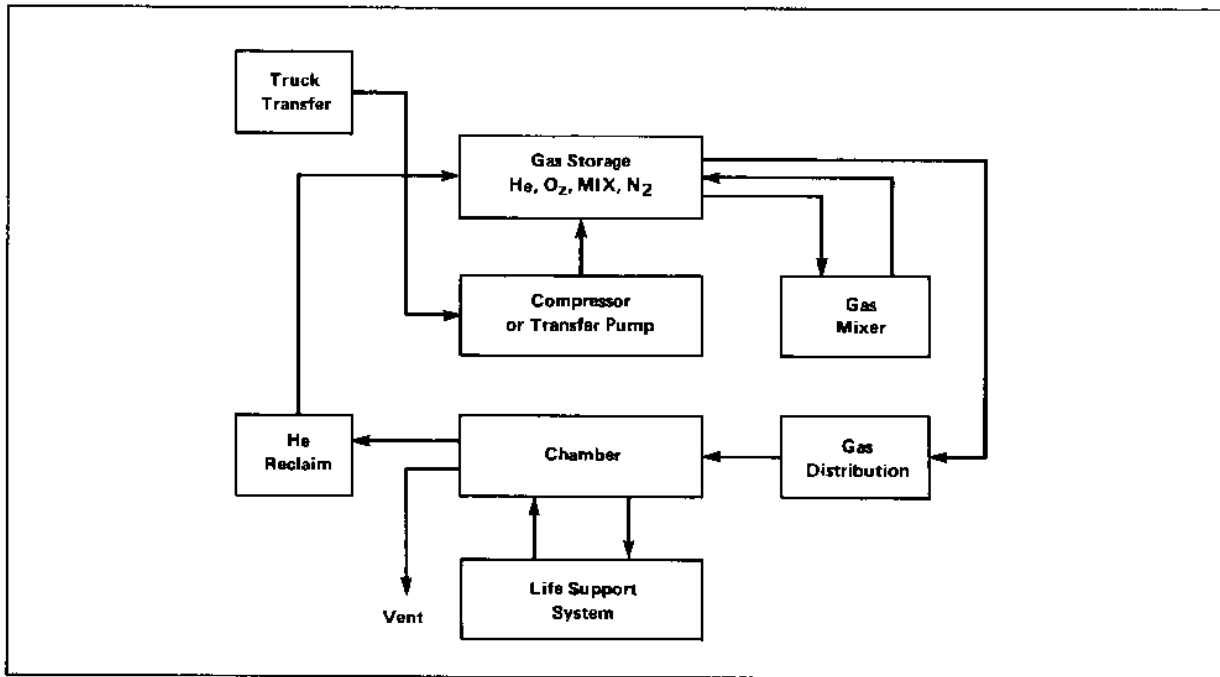 Truck
Transfer
Gas Storage
He, O2, MIX, N2
Compressor
or Transfer Pump
Gas
Mixer
He
Reclaim
Chamber
Gas
Distribution
Life Support
System
Vent